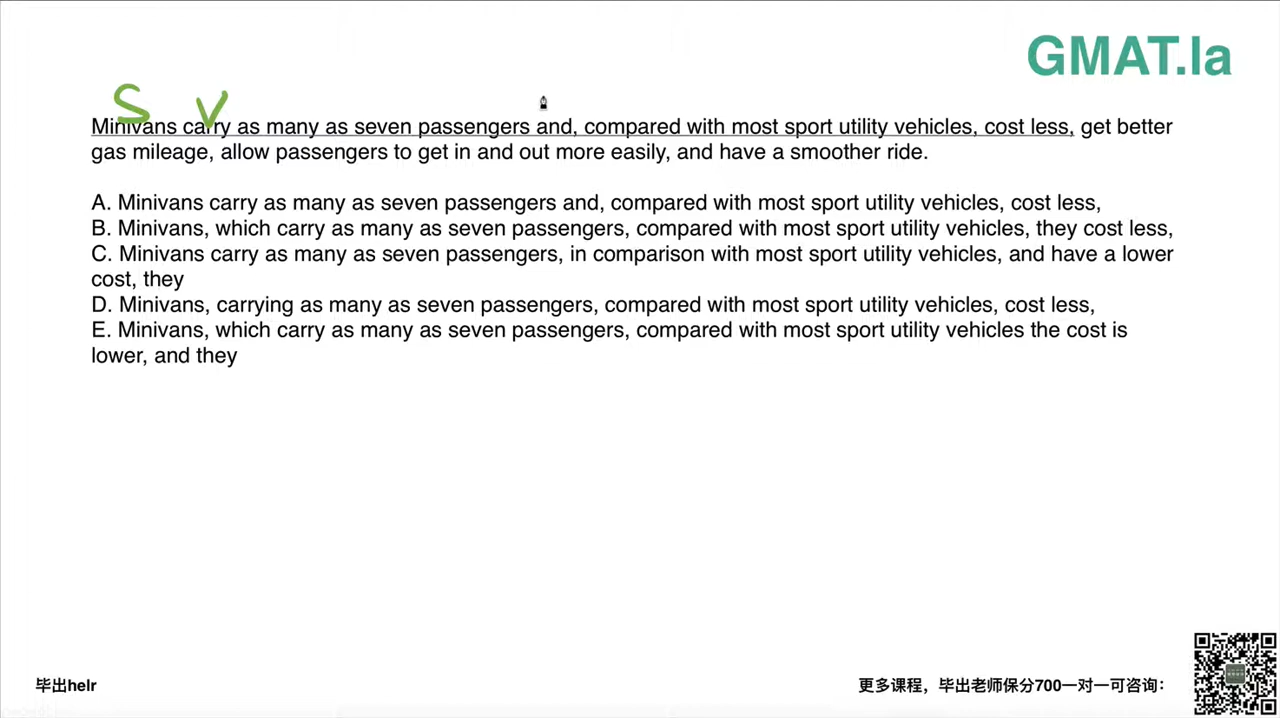 GMAT.la
S V
Minivans carry as many as seven passengers and, compared with most sport utility vehicles, cost less, get better
gas mileage, allow passengers to get in and out more easily, and have a smoother ride.
A. Minivans carry as many as seven passengers and, compared with most sport utility vehicles, cost less,
B. Minivans, which carry as many as seven passengers, compared with most sport utility vehicles, they cost less,
C. Minivans carry as many as seven passengers, in comparison with most sport utility vehicles, and have a lower
cost, they
D. Minivans, carrying as many as seven passengers, compared with most sport utility vehicles, cost less,
E. Minivans, which carry as many as seven passengers, compared with most sport utility vehicles the cost is
lower, and they
毕出helr
更多课程，毕出老师保分700一对一可咨询：